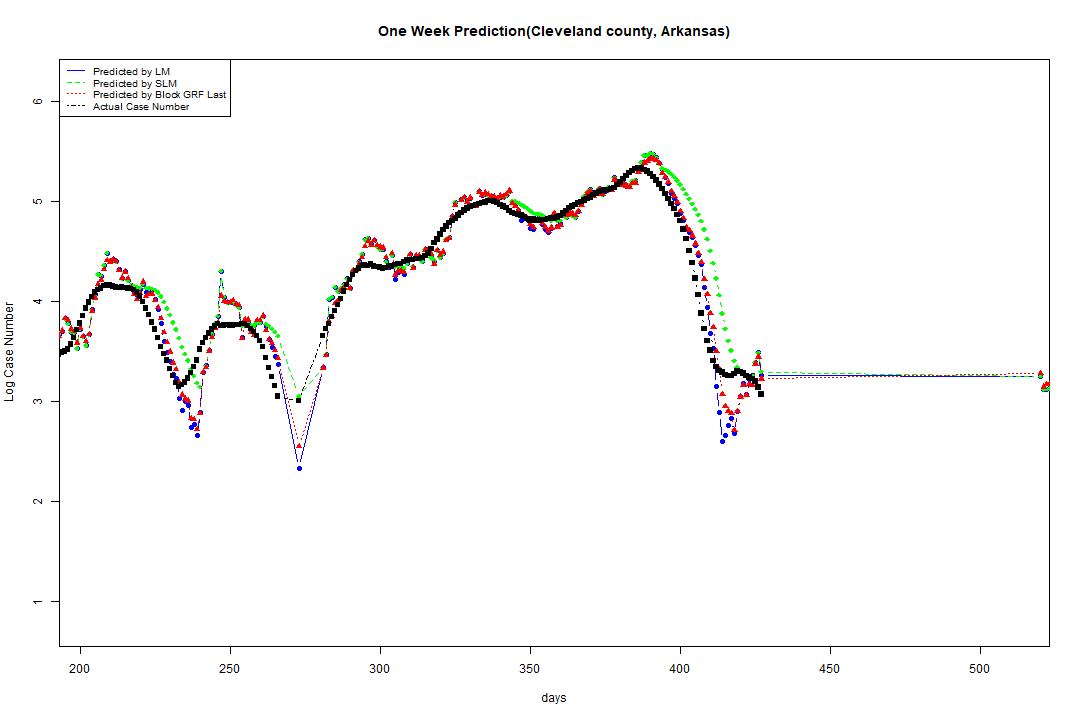 One Week Prediction(Cleveland county, Arkansas)
Predicted by LM
Predicted by SLM
Predicted by Block GRF Last
Actual Case Number
6
5
4
3
2
1
Log Case Number
200 250 300 350 400 450 500
days